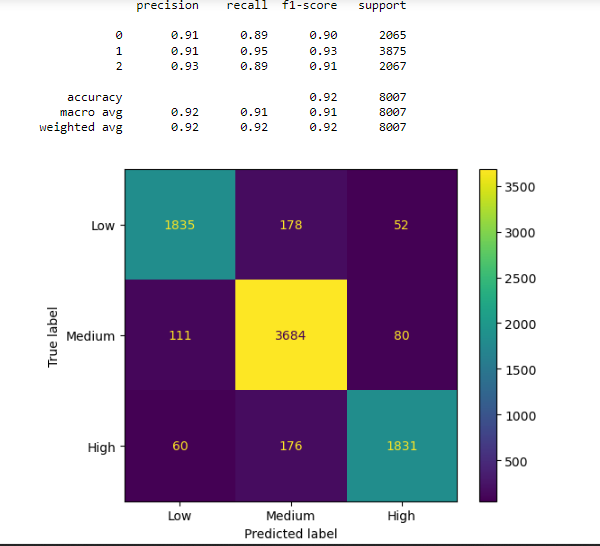 precision recall f1-score support
0 0.91 0.89 0.90 2065
1 0.91 0.95 0.93 3875
2 0.93 0.89 0.91 2067
accuracy 0.92 8007
macro avg 0.92 0.91 0.91 8007
weighted avg 0.92 0.92 0.92 8007
3500
Low 1835 178 52
3000
2500
True label
Medium 111 3684 80
2000
1500
1000
High 60 176 1831
500
Low Medium High
Predicted label